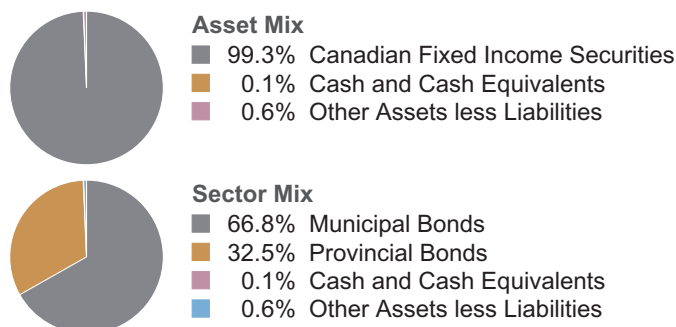 Asset Mix
99.3% Canadian Fixed Income Securities
0.1% Cash and Cash Equivalents
0.6% Other Assets less Liabilities
Sector Mix
66.8% Municipal Bonds
32.5% Provincial Bonds
0.1% Cash and Cash Equivalents
0.6% Other Assets less Liabilities